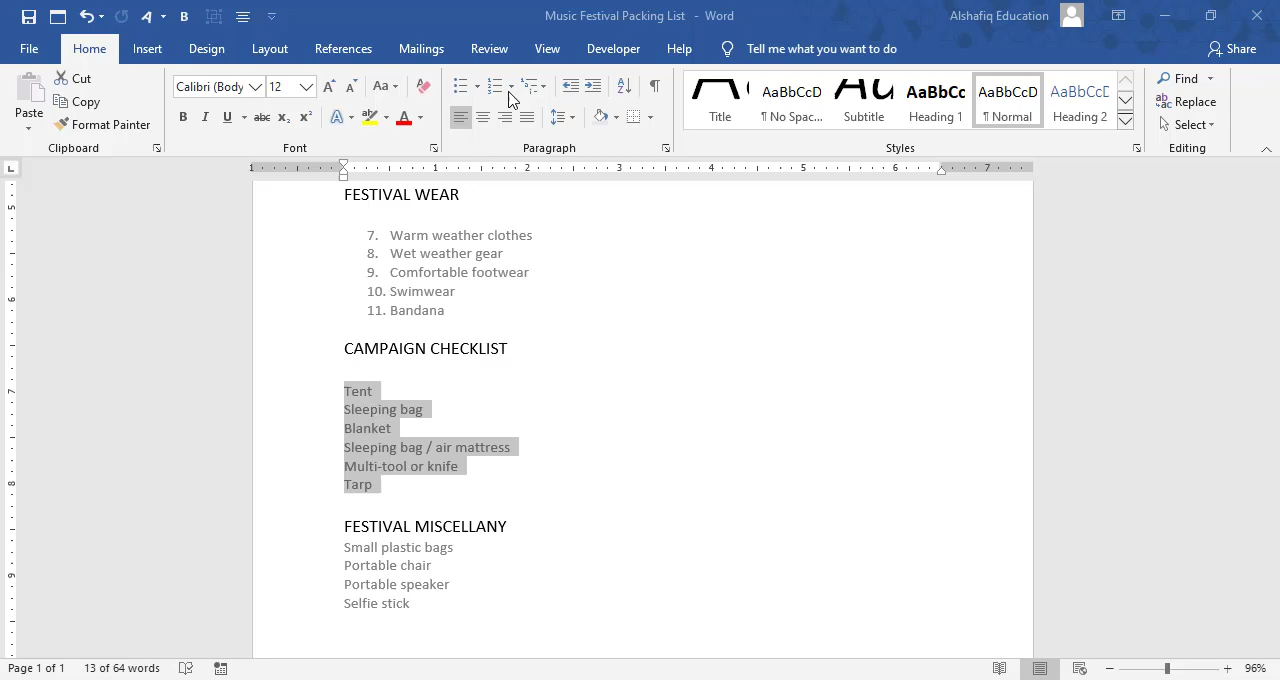 Music Festival Packing List - Word
Alshafiq Education
File Home Insert Design Layout References Mailings Review View Developer Help Tell me what you want to do Share
Paste
Cut
Copy
Format Painter
Clipboard
Calibri (Body 12
Font
Paragraph
Title
AaBbCcD
¶ No Spac...
Subtitle
AaBbCc
Heading 1
AaBbCcD
¶ Normal
AaBbCcD
Heading 2
Styles
Find
Replace
Select
Editing
FESTIVAL WEAR
7. Warm weather clothes
8. Wet weather gear
9. Comfortable footwear
10. Swimwear
11. Bandana
CAMPAIGN CHECKLIST
Tent
Sleeping bag
Blanket
Sleeping bag / air mattress
Multi-tool or knife
Tarp
FESTIVAL MISCELLANY
Small plastic bags
Portable chair
Portable speaker
Selfie stick
Page 1 of 1 13 of 64 words
96%